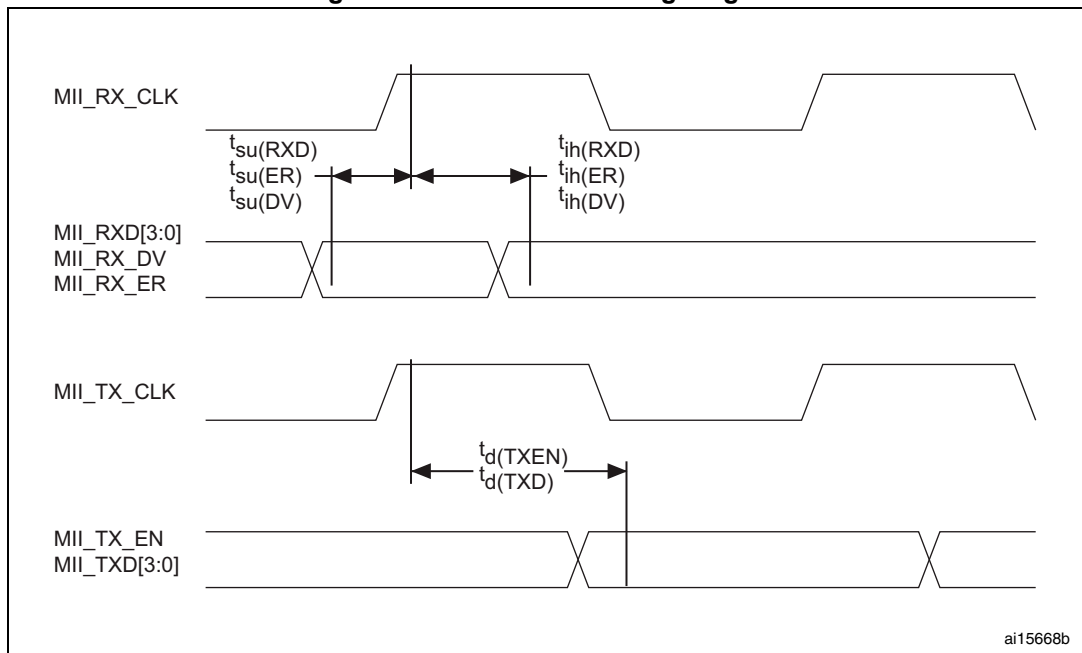 MII_RX_CLK
tsu(RXD)
tsu(ER)
tsu(DV)
tih(RXD)
tih(ER)
tih(DV)
MII_RXD[3:0]
MII_RX_DV
MII_RX_ER
MII_TX_CLK
td(TXEN)
td(TXD)
MII_TX_EN
MII_TXD[3:0]
ai15668b